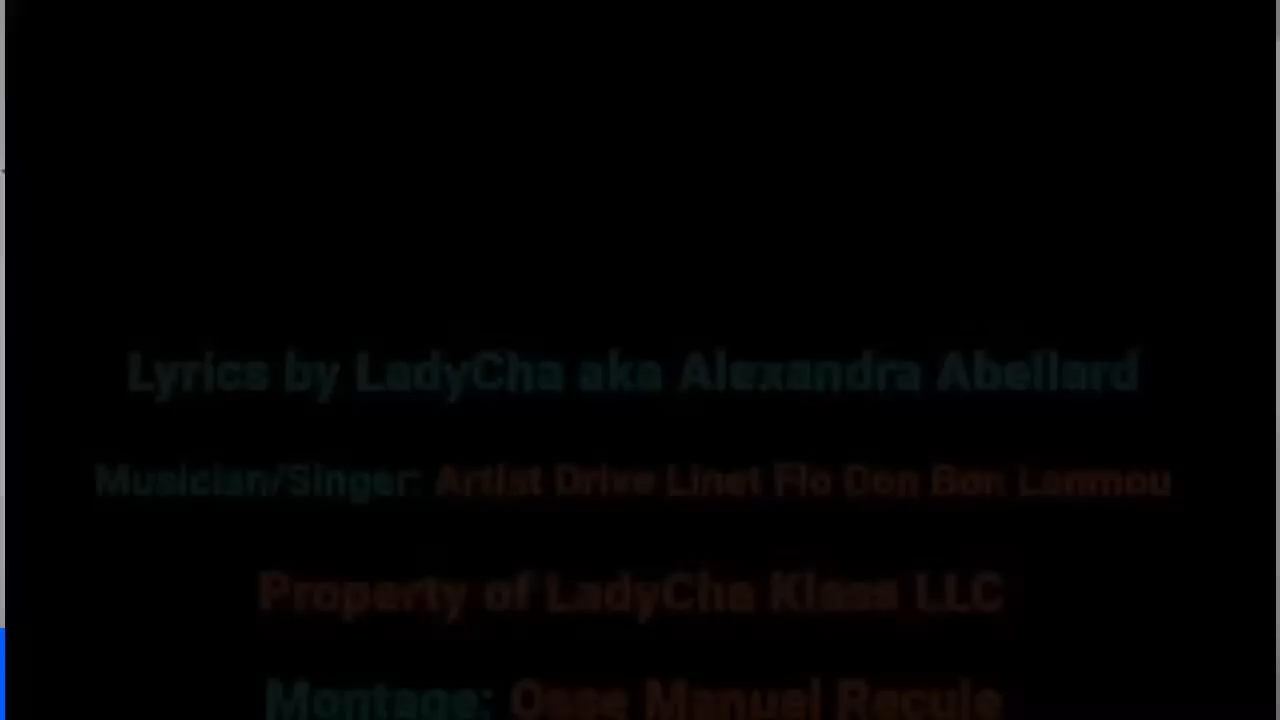 Lyrics by LadyCha aka Alexandra Abellard
Musician/Singer: Artist Drive Linet Flo Don Bon Lanmou
Property of LadyCha Klass LLC
Montage: Osse Manuel Racule